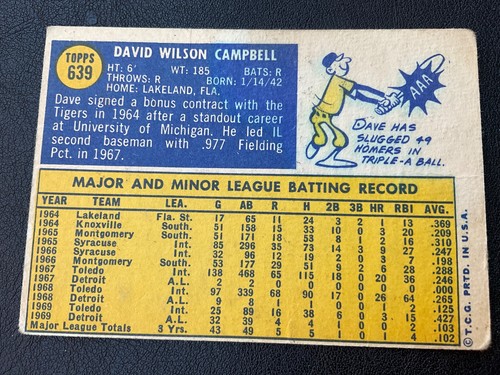 TOPPS
639
DAVID WILSON CAMPBELL
HT: 6' WT: 185 BATS: R
THROWS: R BORN: 1/14/42
HOME: LAKELAND, FLA.
Dave signed a bonus contract with the
Tigers in 1964 after a standout career
at University of Michigan. He led IL
second baseman with .977 Fielding
Pct. in 1967.
AAA
DAVE HAS
SLUGGED 49
HOMERS IN
TRIPLE-A BALL.
MAJOR AND MINOR LEAGUE BATTING RECORD
YEAR TEAM LEA. G AB R H 2B 3B HR RBI AVG.
1964 Lakeland Fla. St. 17 65 11 24 3 2 1 13 .369
1964 Knoxville South. 51 158 15 33 10 0 3 20 .209
1965 Montgomery South. 51 171 18 53 8 1 2 16 .310
1965 Syracuse Int. 85 296 35 73 14 3 9 27 .247
1966 Syracuse Int. 32 96 12 19 2 0 3 7 .198
1966 Montgomery South. 53 177 29 51 9 2 6 28 .288
1967 Toledo Int. 138 468 65 115 18 0 20 36 .246
1967 Detroit A.L. 2 2 0 0 0 0 0 1 .000
1968 Toledo Int. 97 339 68 90 17 0 26 64 .265
1968 Detroit A.L. 9 8 1 1 0 0 1 2 .125
1969 Toledo Int. 25 89 16 38 6 1 0 9 .427
1969 Detroit A.L. 32 39 4 4 1 0 0 2 .103
Major League Totals 3 Yrs. 43 49 5 5 1 0 1 4 .102
© T.C.G. PRTD. IN U.S.A.